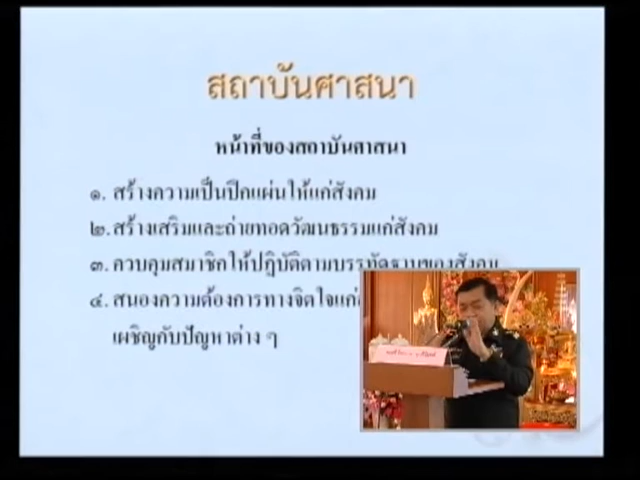 สถาบันศาสนา
หน้าที่ของสถาบันศาสนา
๑. สร้างความเป็นปึกแผ่นให้แก่สังคม
๒. สร้างเสริมและถ่ายทอดวัฒนธรรมแก่สังคม
๓. ควบคุมสมาชิกให้ปฏิบัติตามบรรทัดฐานของสังคม
๔. สนองความต้องการทางจิตใจแก่
เผชิญกับปัญหาต่าง ๆ